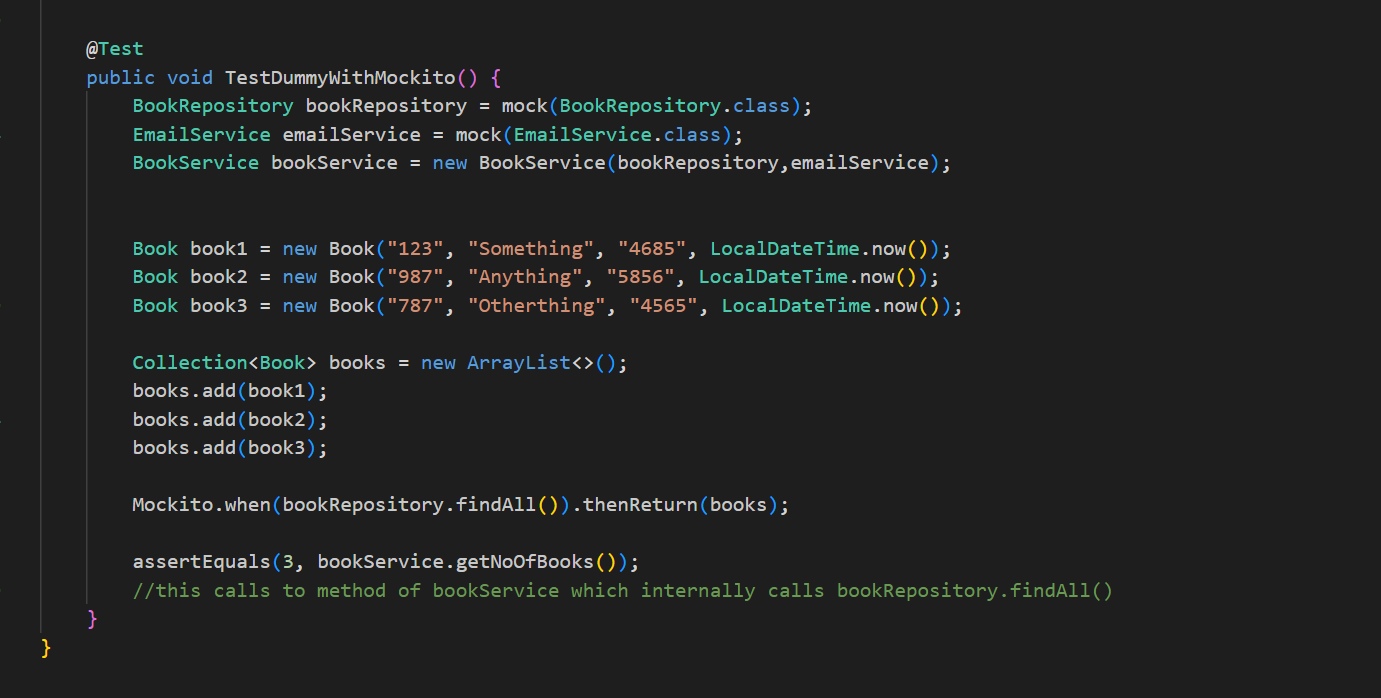 @Test
public void TestDummyWithMockito() {
BookRepository bookRepository = mock(BookRepository.class);
EmailService emailService = mock(EmailService.class);
BookService bookService = new BookService(bookRepository,emailService);
Book book1 = new Book("123", "Something", "4685", LocalDateTime.now());
Book book2 = new Book("987", "Anything", "5856", LocalDateTime.now());
Book book3 = new Book("787", "Otherthing", "4565", LocalDateTime.now());
Collection<Book> books = new ArrayList<>();
books.add(book1);
books.add(book2);
books.add(book3);
Mockito.when(bookRepository.findAll()).thenReturn(books);
assertEquals(3, bookService.getNoOfBooks());
//this calls to method of bookService which internally calls bookRepository.findAll()
}
}